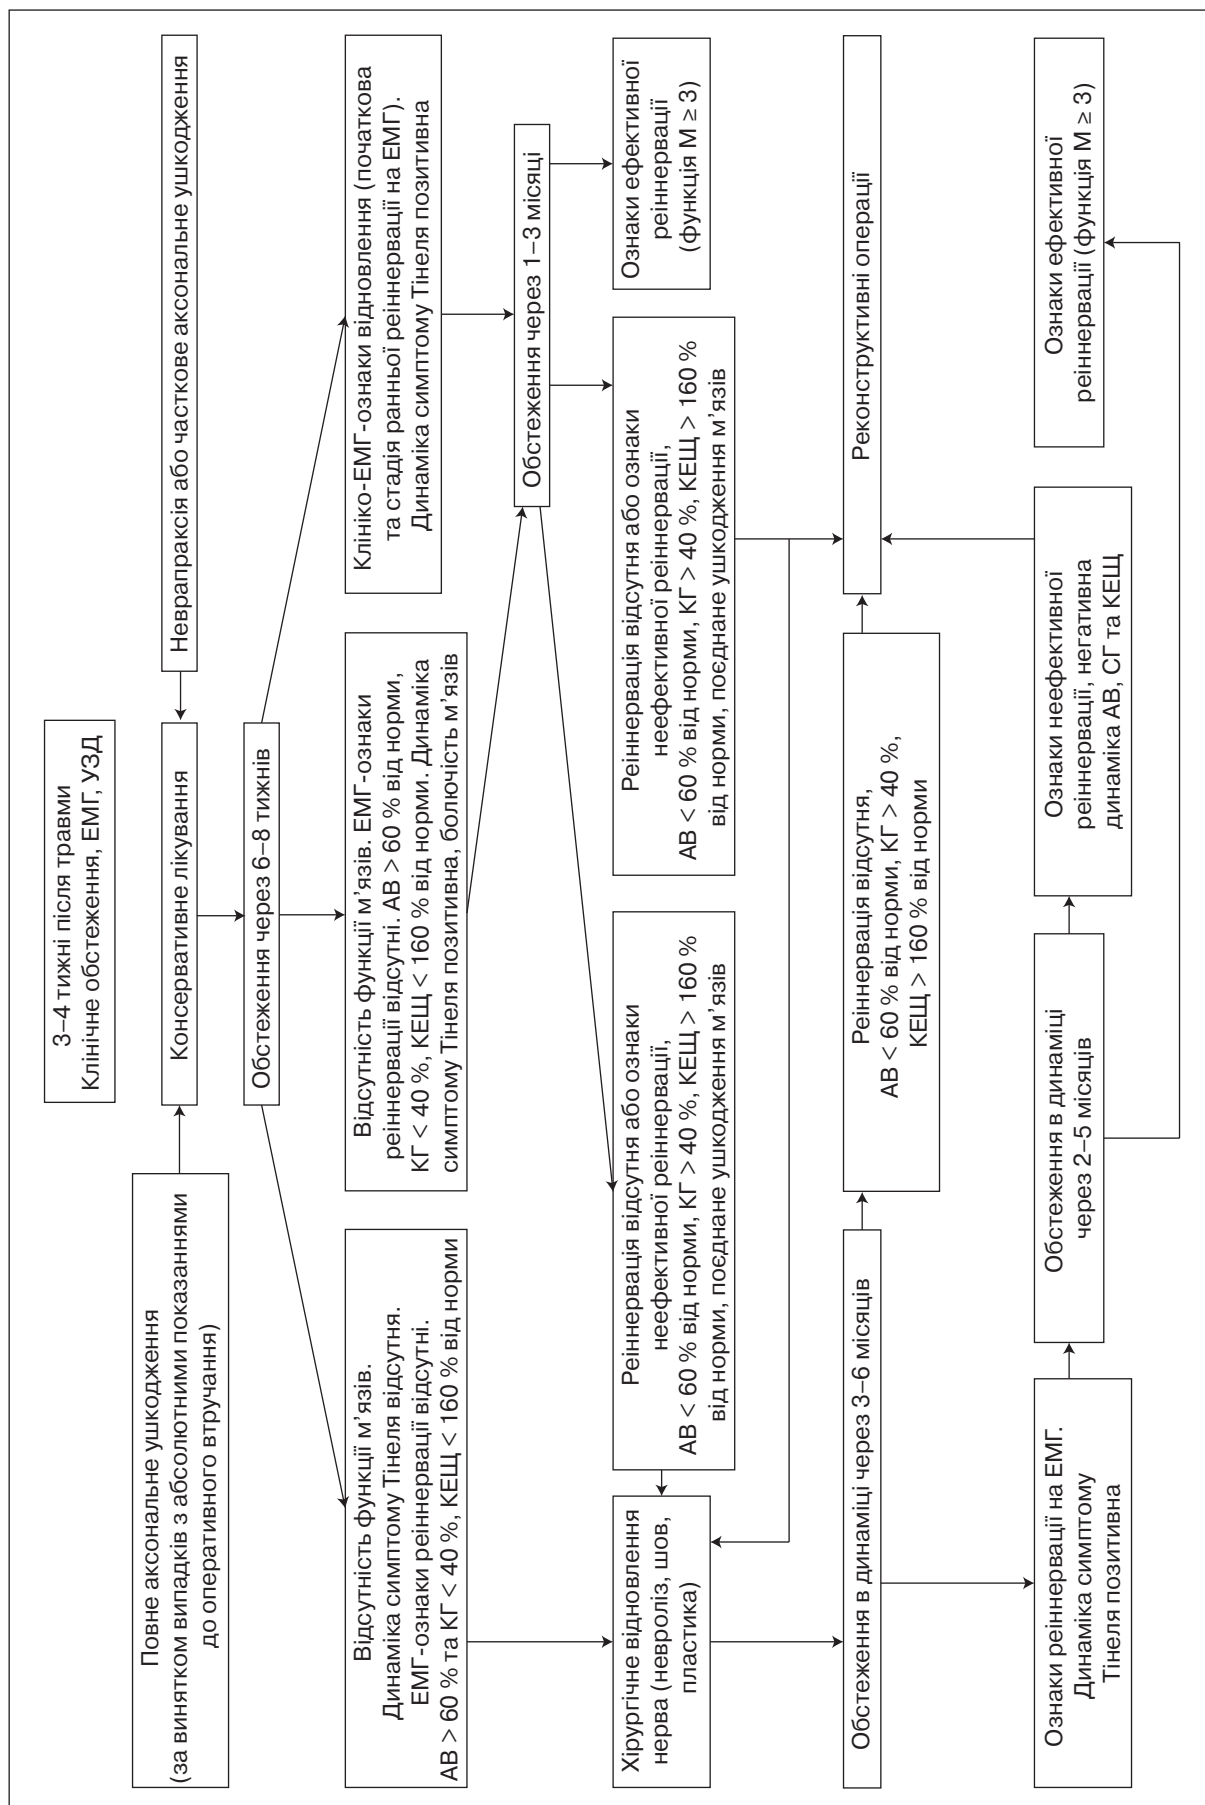 3–4 тижні після травми
Клінічне обстеження, ЕМГ, УЗД
Повне аксональне ушкодження
(за винятком випадків з абсолютними показаннями
до оперативного втручання)
Консервативне лікування
Невралраксія або часткове аксональне ушкодження
Обстеження через 6–8 тижнів
Відсутність функції м’язів.
Динаміка симптому Тінеля відсутня.
ЕМГ-ознаки реіннервації відсутні.
АВ > 60 % та КГ < 40 %, КЕЩ < 160 % від норми
Відсутність функції м’язів. ЕМГ-ознаки
реіннервації відсутні. АВ > 60 % від норми,
КГ < 40 %, КЕЩ < 160 % від норми. Динаміка
симптому Тінеля позитивна, болючість м’язів
Клініко-ЕМГ-ознаки відновлення (початкова
та стадія ранньої реіннервації на ЕМГ).
Динаміка симптому Тінеля позитивна
Обстеження через 1–3 місяці
Хірургічне відновлення
нерва (невроліз, шов,
пластика)
Реіннервація відсутня або ознаки
неефективної реіннервації,
АВ < 60 % від норми, КГ > 40 %, КЕЩ > 160 %
від норми, поєднане ушкодження м’язів
Реіннервація відсутня або ознаки
неефективної реіннервації,
АВ < 60 % від норми, КГ > 40 %, КЕЩ > 160 %
від норми, поєднане ушкодження м’язів
Ознаки ефективної
реіннервації
(функція М ≥ 3)
Обстеження в динаміці через 3–6 місяців
Реіннервація відсутня,
АВ < 60 % від норми, КГ > 40 %,
КЕЩ > 160 % від норми
Реконструктивні операції
Ознаки реіннервації на ЕМГ.
Динаміка симптому
Тінеля позитивна
Обстеження в динаміці
через 2–5 місяців
Ознаки неефективної
реіннервації, негативна
динаміка АВ, СГ та КЕЩ
Ознаки ефективної
реіннервації (функція М ≥ 3)